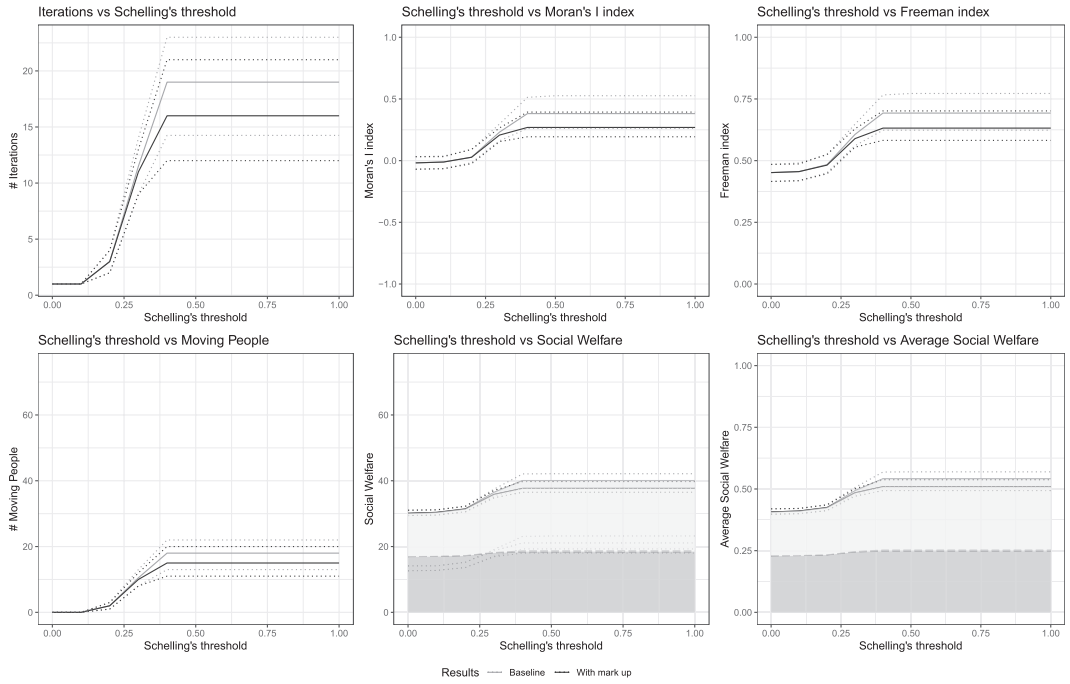 Iterations vs Schelling's threshold
# Iterations
20
15
10
5
0
0.00 0.25 0.50 0.75 1.00
Schelling's threshold
Schelling's threshold vs Moran's I index
Moran's I index
1.0
0.5
0.0
−0.5
−1.0
0.00 0.25 0.50 0.75 1.00
Schelling's threshold
Schelling's threshold vs Freeman index
Freeman index
1.00
0.75
0.50
0.25
0.00
0.00 0.25 0.50 0.75 1.00
Schelling's threshold
Schelling's threshold vs Moving People
# Moving People
60
40
20
0
0.00 0.25 0.50 0.75 1.00
Schelling's threshold
Schelling's threshold vs Social Welfare
Social Welfare
60
40
20
0
0.00 0.25 0.50 0.75 1.00
Schelling's threshold
Schelling's threshold vs Average Social Welfare
Average Social Welfare
1.00
0.75
0.50
0.25
0.00
0.00 0.25 0.50 0.75 1.00
Schelling's threshold
Results Baseline With mark up